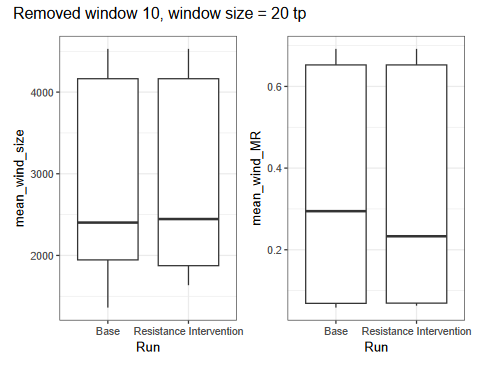 Removed window 10, window size = 20 tp
mean_wind_size
4000
3000
2000
Base
Resistance Intervention
Run
mean_wind_MR
0.6
0.4
0.2
Base
Resistance Intervention
Run